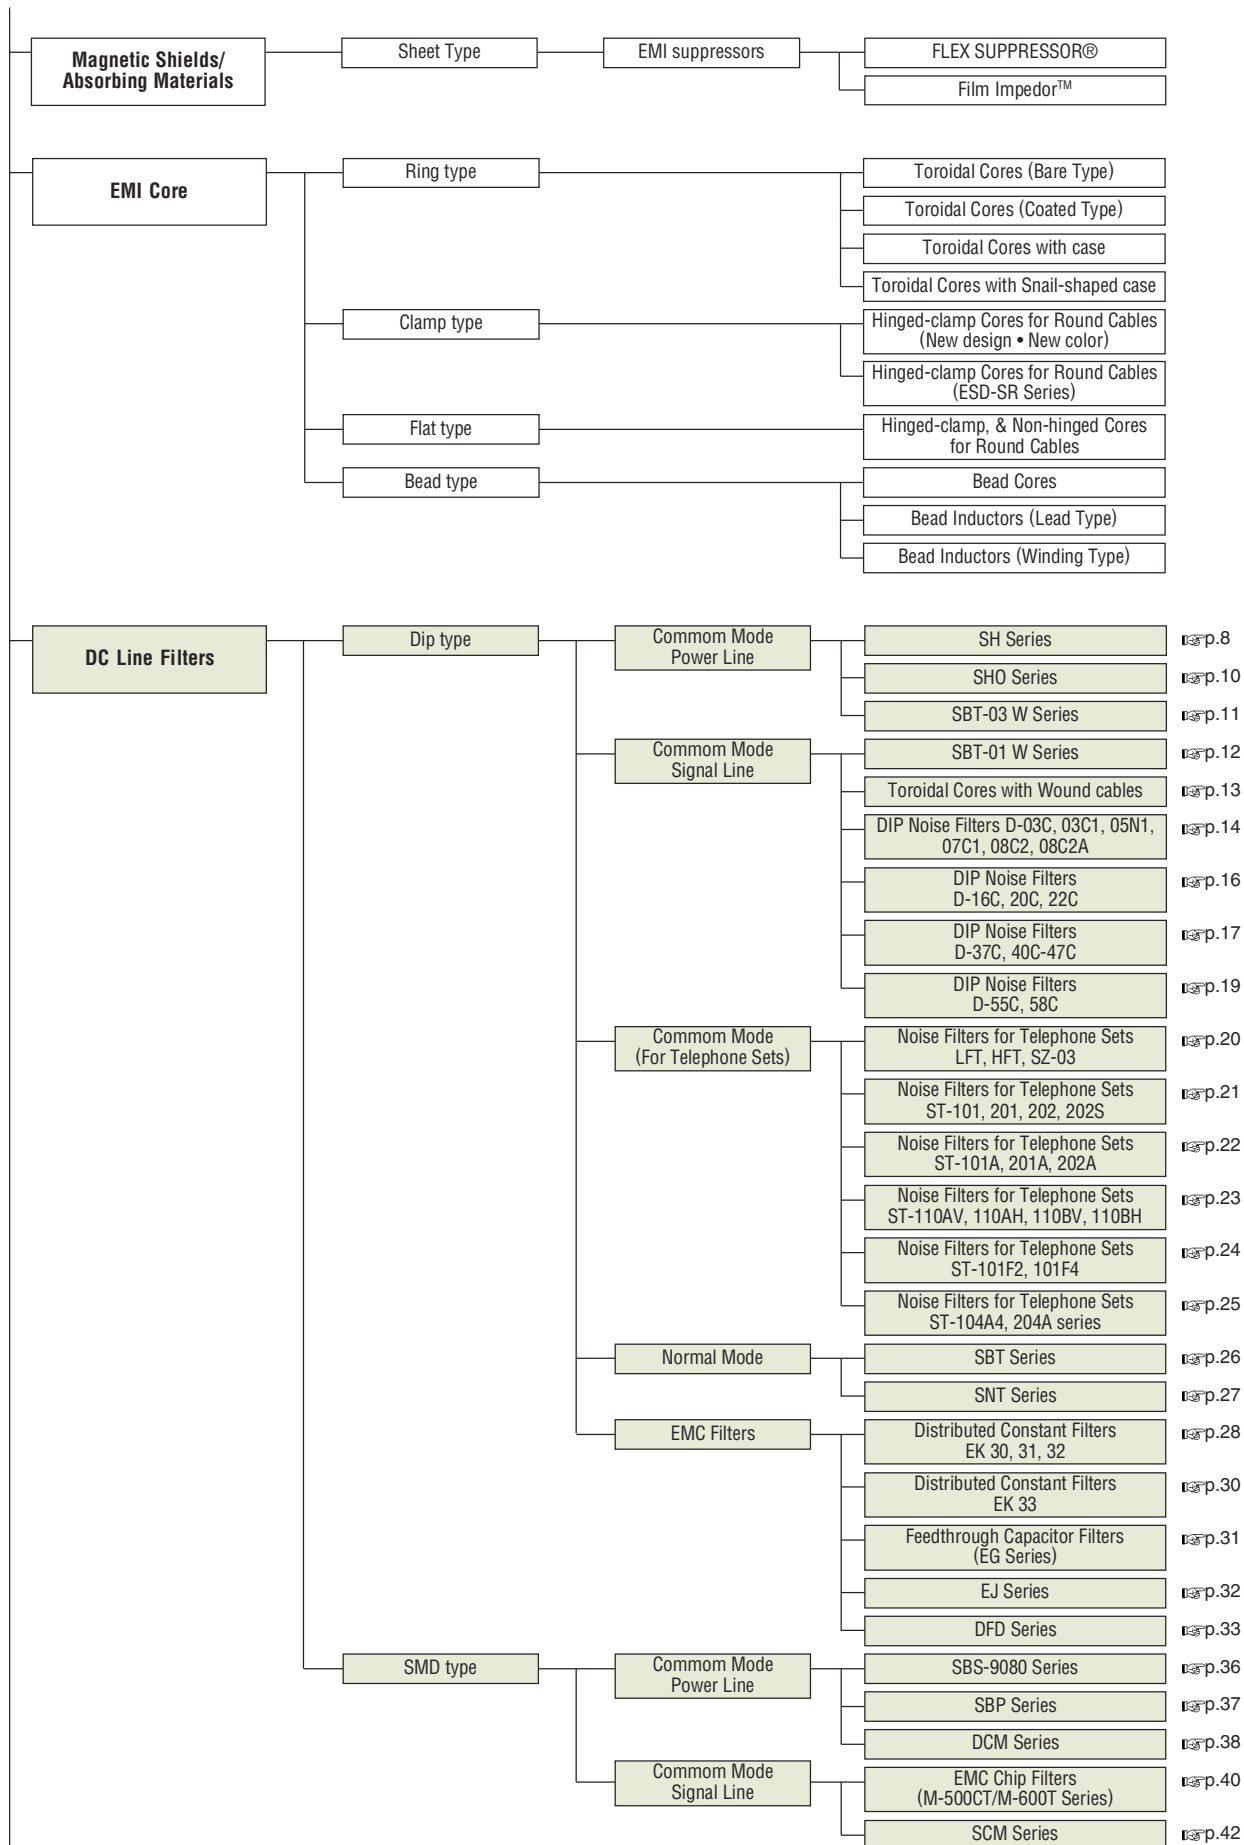 Magnetic Shields/
Absorbing Materials
Sheet Type
EMI suppressors
FLEX SUPPRESSOR®
Film Impedor™
EMI Core
Ring type
Toroidal Cores (Bare Type)
Toroidal Cores (Coated Type)
Toroidal Cores with case
Toroidal Cores with Snail-shaped case
Clamp type
Hinged-clamp Cores for Round Cables
(New design • New color)
Hinged-clamp Cores for Round Cables
(ESD-SR Series)
Flat type
Hinged-clamp, & Non-hinged Cores
for Round Cables
Bead type
Bead Cores
Bead Inductors (Lead Type)
Bead Inductors (Winding Type)
DC Line Filters
Dip type
Commom Mode
Power Line
SH Series
☞p.8
SHO Series
☞p.10
SBT-03 W Series
☞p.11
Commom Mode
Signal Line
SBT-01 W Series
☞p.12
Toroidal Cores with Wound cables
☞p.13
DIP Noise Filters D-03C, 03C1, 05N1,
07C1, 08C2, 08C2A
☞p.14
DIP Noise Filters
D-16C, 20C, 22C
☞p.16
DIP Noise Filters
D-37C, 40C-47C
☞p.17
DIP Noise Filters
D-55C, 58C
☞p.19
Commom Mode
(For Telephone Sets)
Noise Filters for Telephone Sets
LFT, HFT, SZ-03
☞p.20
Noise Filters for Telephone Sets
ST-101, 201, 202, 202S
☞p.21
Noise Filters for Telephone Sets
ST-101A, 201A, 202A
☞p.22
Noise Filters for Telephone Sets
ST-110AV, 110AH, 110BV, 110BH
☞p.23
Noise Filters for Telephone Sets
ST-101F2, 101F4
☞p.24
Noise Filters for Telephone Sets
ST-104A4, 204A series
☞p.25
Normal Mode
SBT Series
☞p.26
SNT Series
☞p.27
EMC Filters
Distributed Constant Filters
EK 30, 31, 32
☞p.28
Distributed Constant Filters
EK 33
☞p.30
Feedthrough Capacitor Filters
(EG Series)
☞p.31
EJ Series
☞p.32
DFD Series
☞p.33
SMD type
Commom Mode
Power Line
SBS-9080 Series
☞p.36
SBP Series
☞p.37
DCM Series
☞p.38
Commom Mode
Signal Line
EMC Chip Filters
(M-500CT/M-600T Series)
☞p.40
SCM Series
☞p.42